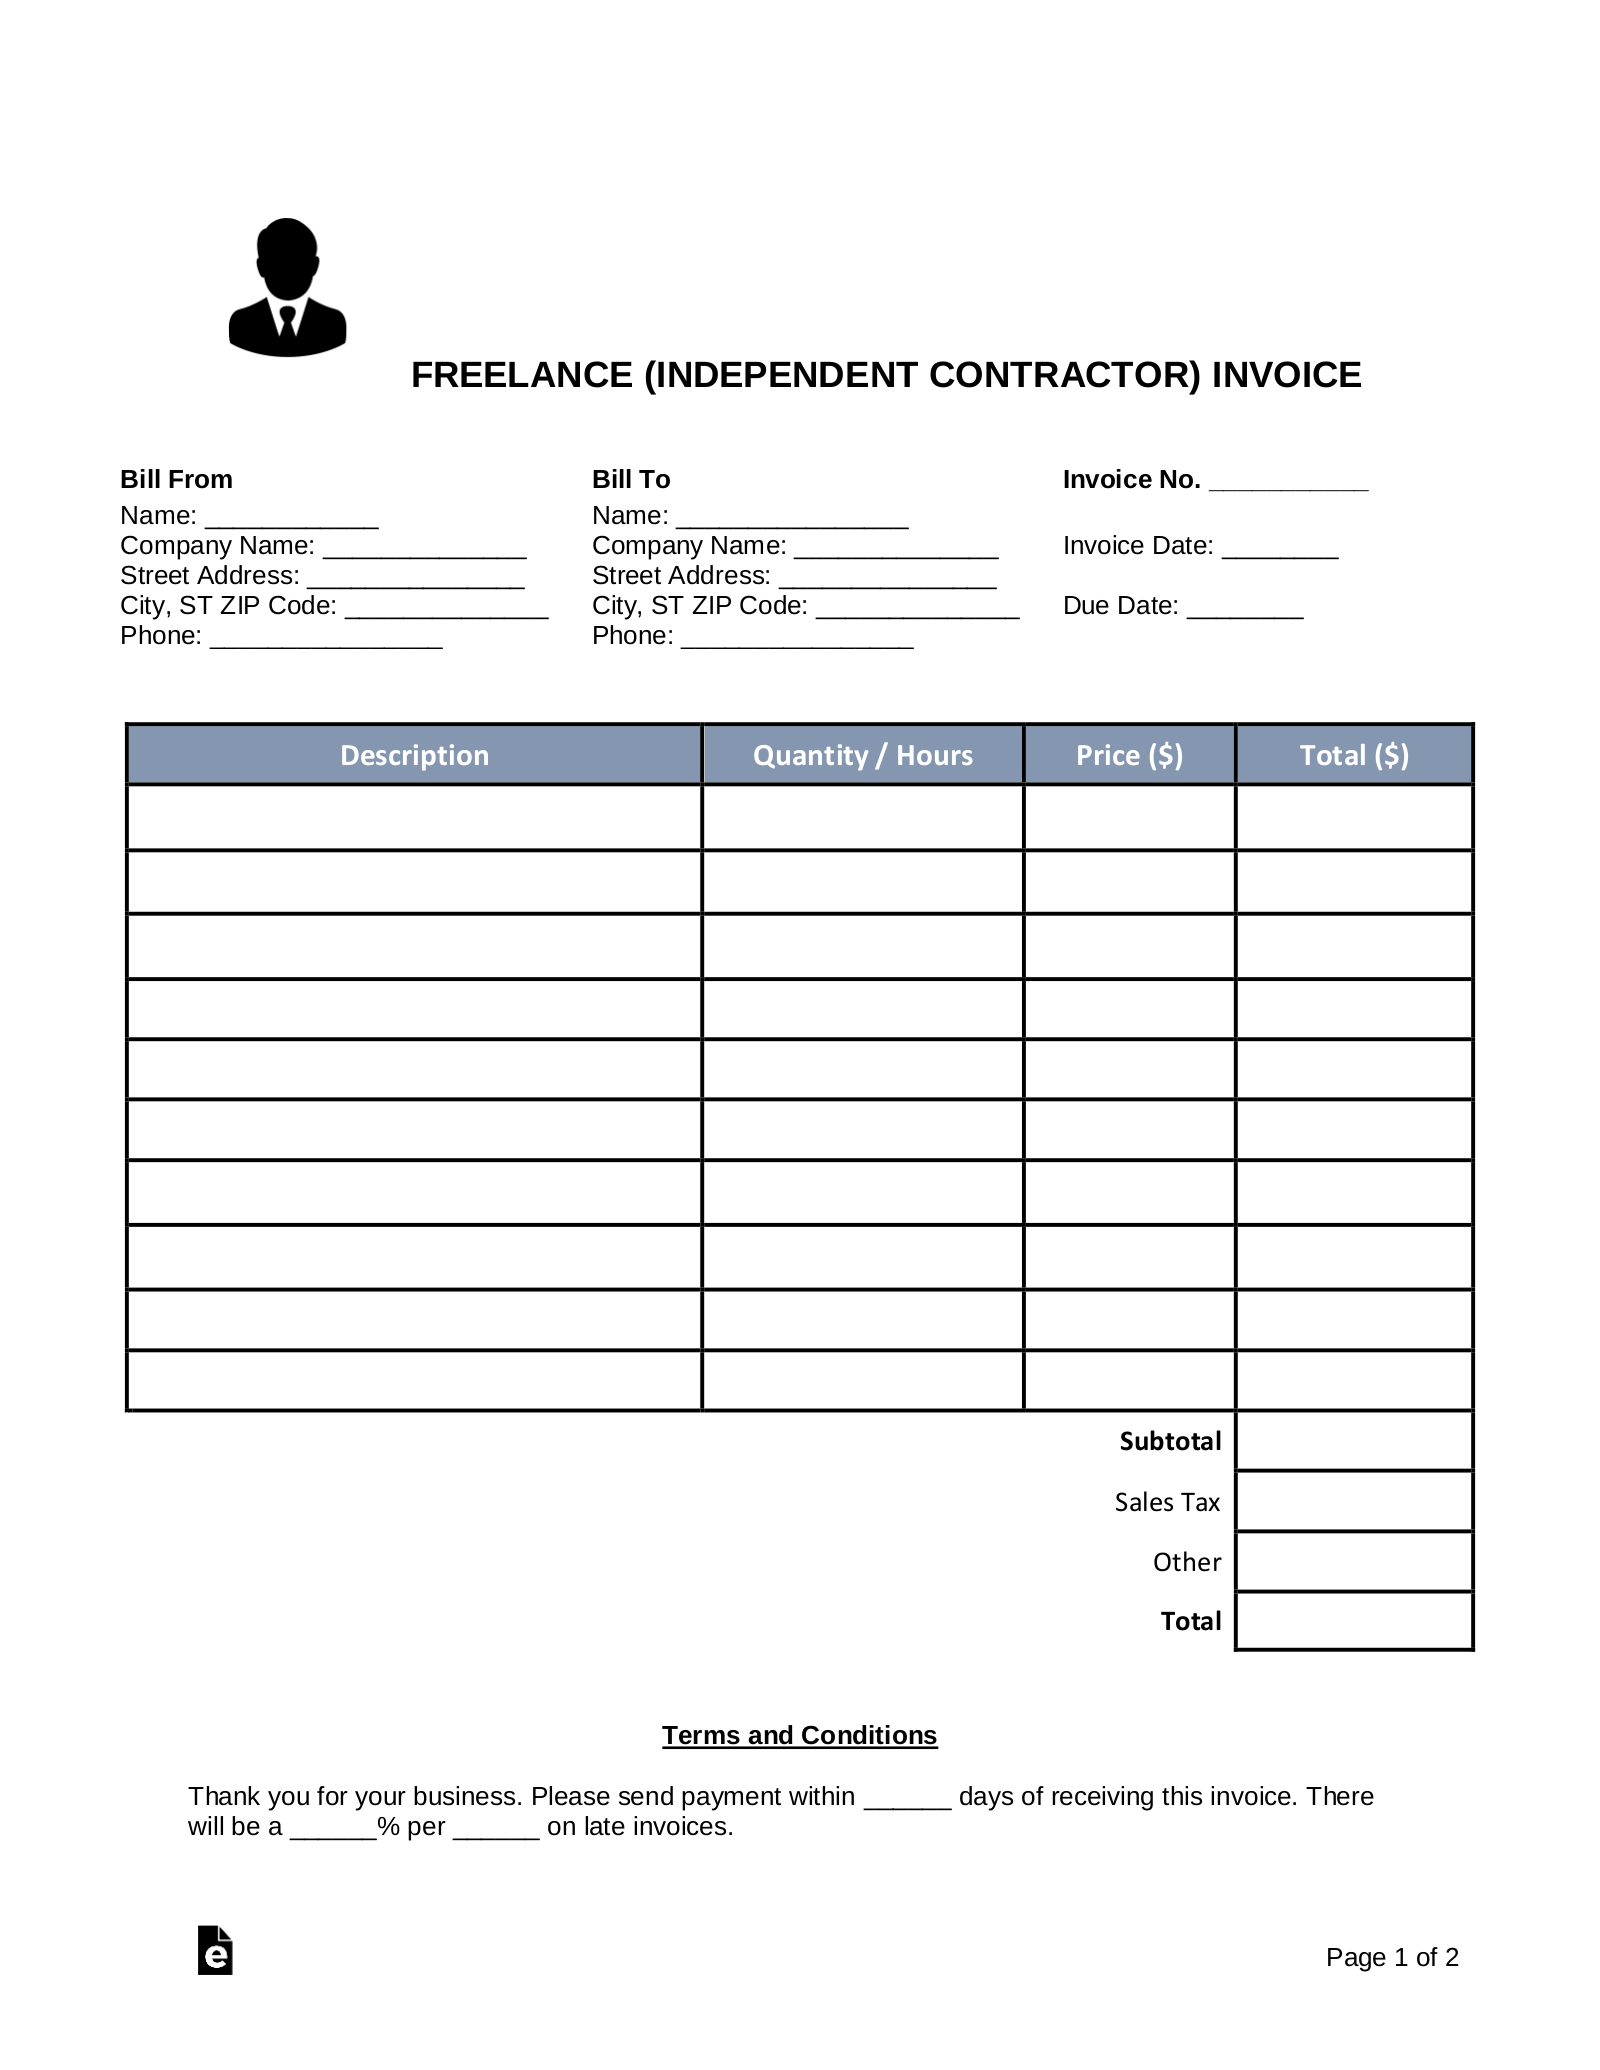 FREELANCE (INDEPENDENT CONTRACTOR) INVOICE
Bill From
Name: ____________
Company Name: ______________
Street Address: _______________
City, ST ZIP Code: ______________
Phone: ________________
Bill To
Name: ________________
Company Name: ______________
Street Address: _______________
City, ST ZIP Code: ______________
Phone: ________________
Invoice No. ___________
Invoice Date: ________
Due Date: ________
Description Quantity / Hours Price ($) Total ($)
Subtotal
Sales Tax
Other
Total
Terms and Conditions
Thank you for your business. Please send payment within ______ days of receiving this invoice. There
will be a ______% per ______ on late invoices.
e
Page 1 of 2